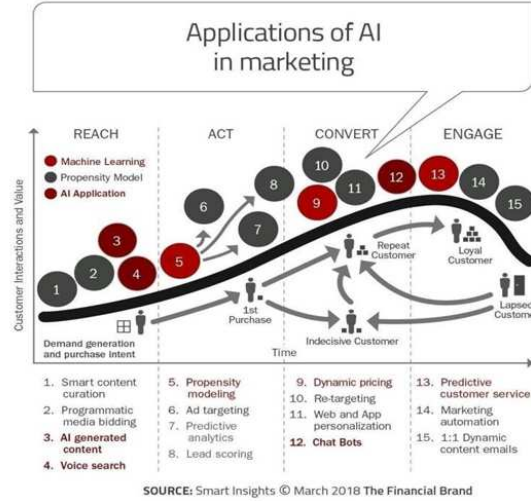 Applications of AI
in marketing
REACH
ACT
CONVERT
ENGAGE
Machine Learning
Propensity Model
AI Application
Customer Interactions and Value
1
2
3
4
5
6
7
8
9
10
11
12
13
14
15
Demand generation
and purchase intent
1st
Purchase
Indecisive Customer
Repeat
Customer
Loyal
Customer
Lapsed
Custome
Time
1. Smart content
curation
2. Programmatic
media bidding
3. AI generated
content
4. Voice search
5. Propensity
modeling
6. Ad targeting
7. Predictive
analytics
8. Lead scoring
9. Dynamic pricing
10. Re-targeting
11. Web and App
personalization
12. Chat Bots
13. Predictive
customer service
14. Marketing
automation
15. 1:1 Dynamic
content emails
SOURCE: Smart Insights © March 2018 The Financial Brand